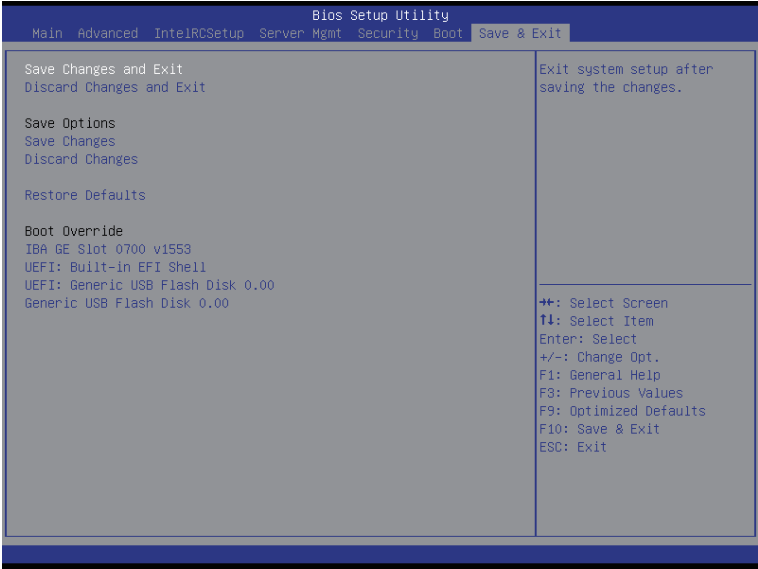 Bios Setup Utility
Main Advanced IntelRCSetup Server Mgmt Security Boot Save & Exit
Save Changes and Exit
Discard Changes and Exit
Save Options
Save Changes
Discard Changes
Restore Defaults
Boot Override
IBA GE Slot 0700 v1553
UEFI: Built-in EFI Shell
UEFI: Generic USB Flash Disk 0.00
Generic USB Flash Disk 0.00
Exit system setup after
saving the changes.
→←: Select Screen
↑↓: Select Item
Enter: Select
+/-: Change Opt.
F1: General Help
F3: Previous Values
F9: Optimized Defaults
F10: Save & Exit
ESC: Exit